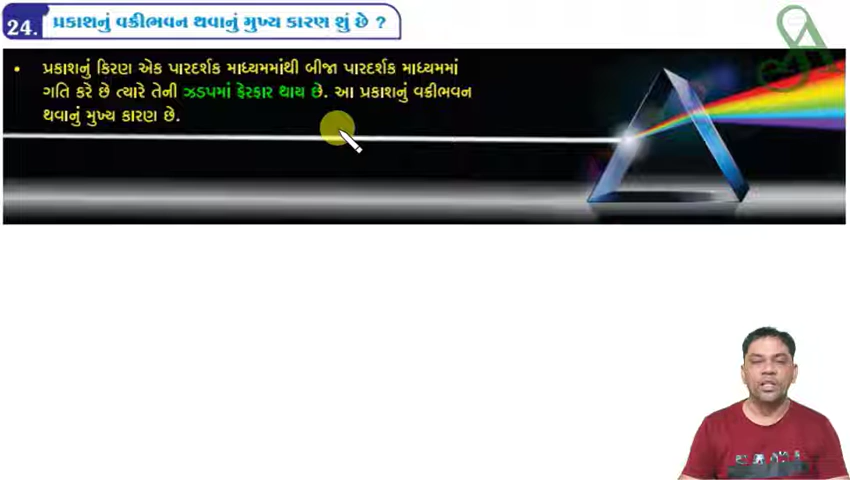 24. પ્રકાશનું વક્રીભવન થવાનું મુખ્ય કારણ શું છે ?
• પ્રકાશનું કિરણ એક પારદર્શક માધ્યમમાંથી બીજા પારદર્શક માધ્યમમાં
ગતિ કરે છે ત્યારે તેની ઝડપમાં ફેરફાર થાય છે. આ પ્રકાશનું વક્રીભવન
થવાનું મુખ્ય કારણ છે.